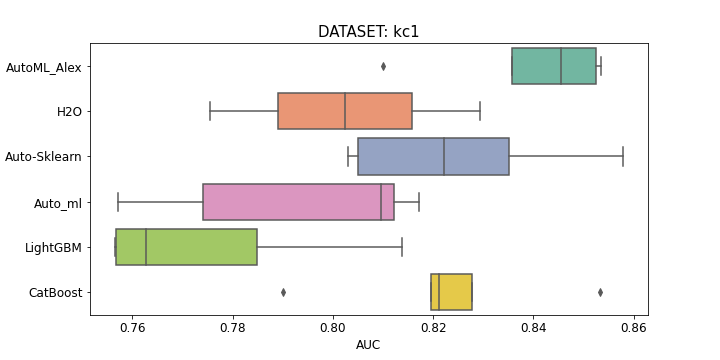 DATASET: kc1
AutoML_Alex
H2O
Auto-Sklearn
Auto_ml
LightGBM
CatBoost
0.76 0.78 0.80 0.82 0.84 0.86
AUC